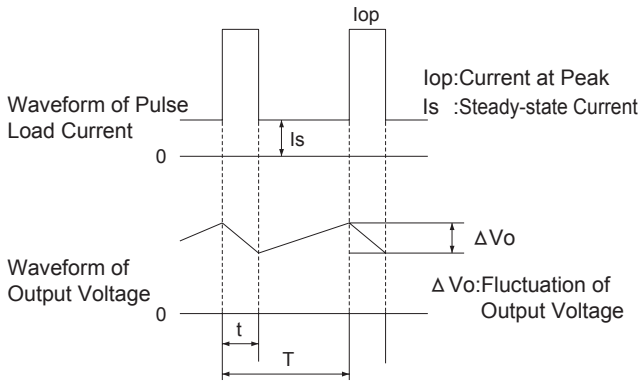 Iop
Waveform of Pulse
Load Current
Iop:Current at Peak
Is :Steady-state Current
Is
0
ΔVo
Waveform of
Output Voltage
ΔVo:Fluctuation of
Output Voltage
0
t
T